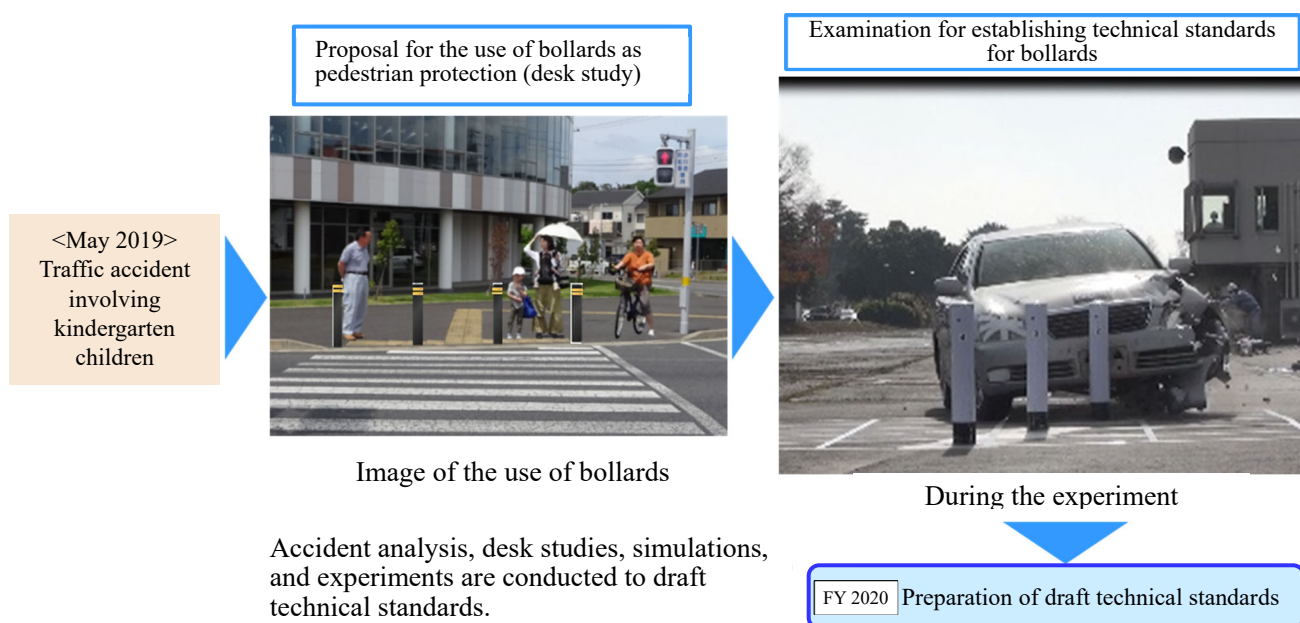 <May 2019>
Traffic accident
involving
kindergarten
children
Proposal for the use of bollards as
pedestrian protection (desk study)
Image of the use of bollards
Accident analysis, desk studies, simulations,
and experiments are conducted to draft
technical standards.
Examination for establishing technical standards
for bollards
During the experiment
FY 2020 Preparation of draft technical standards